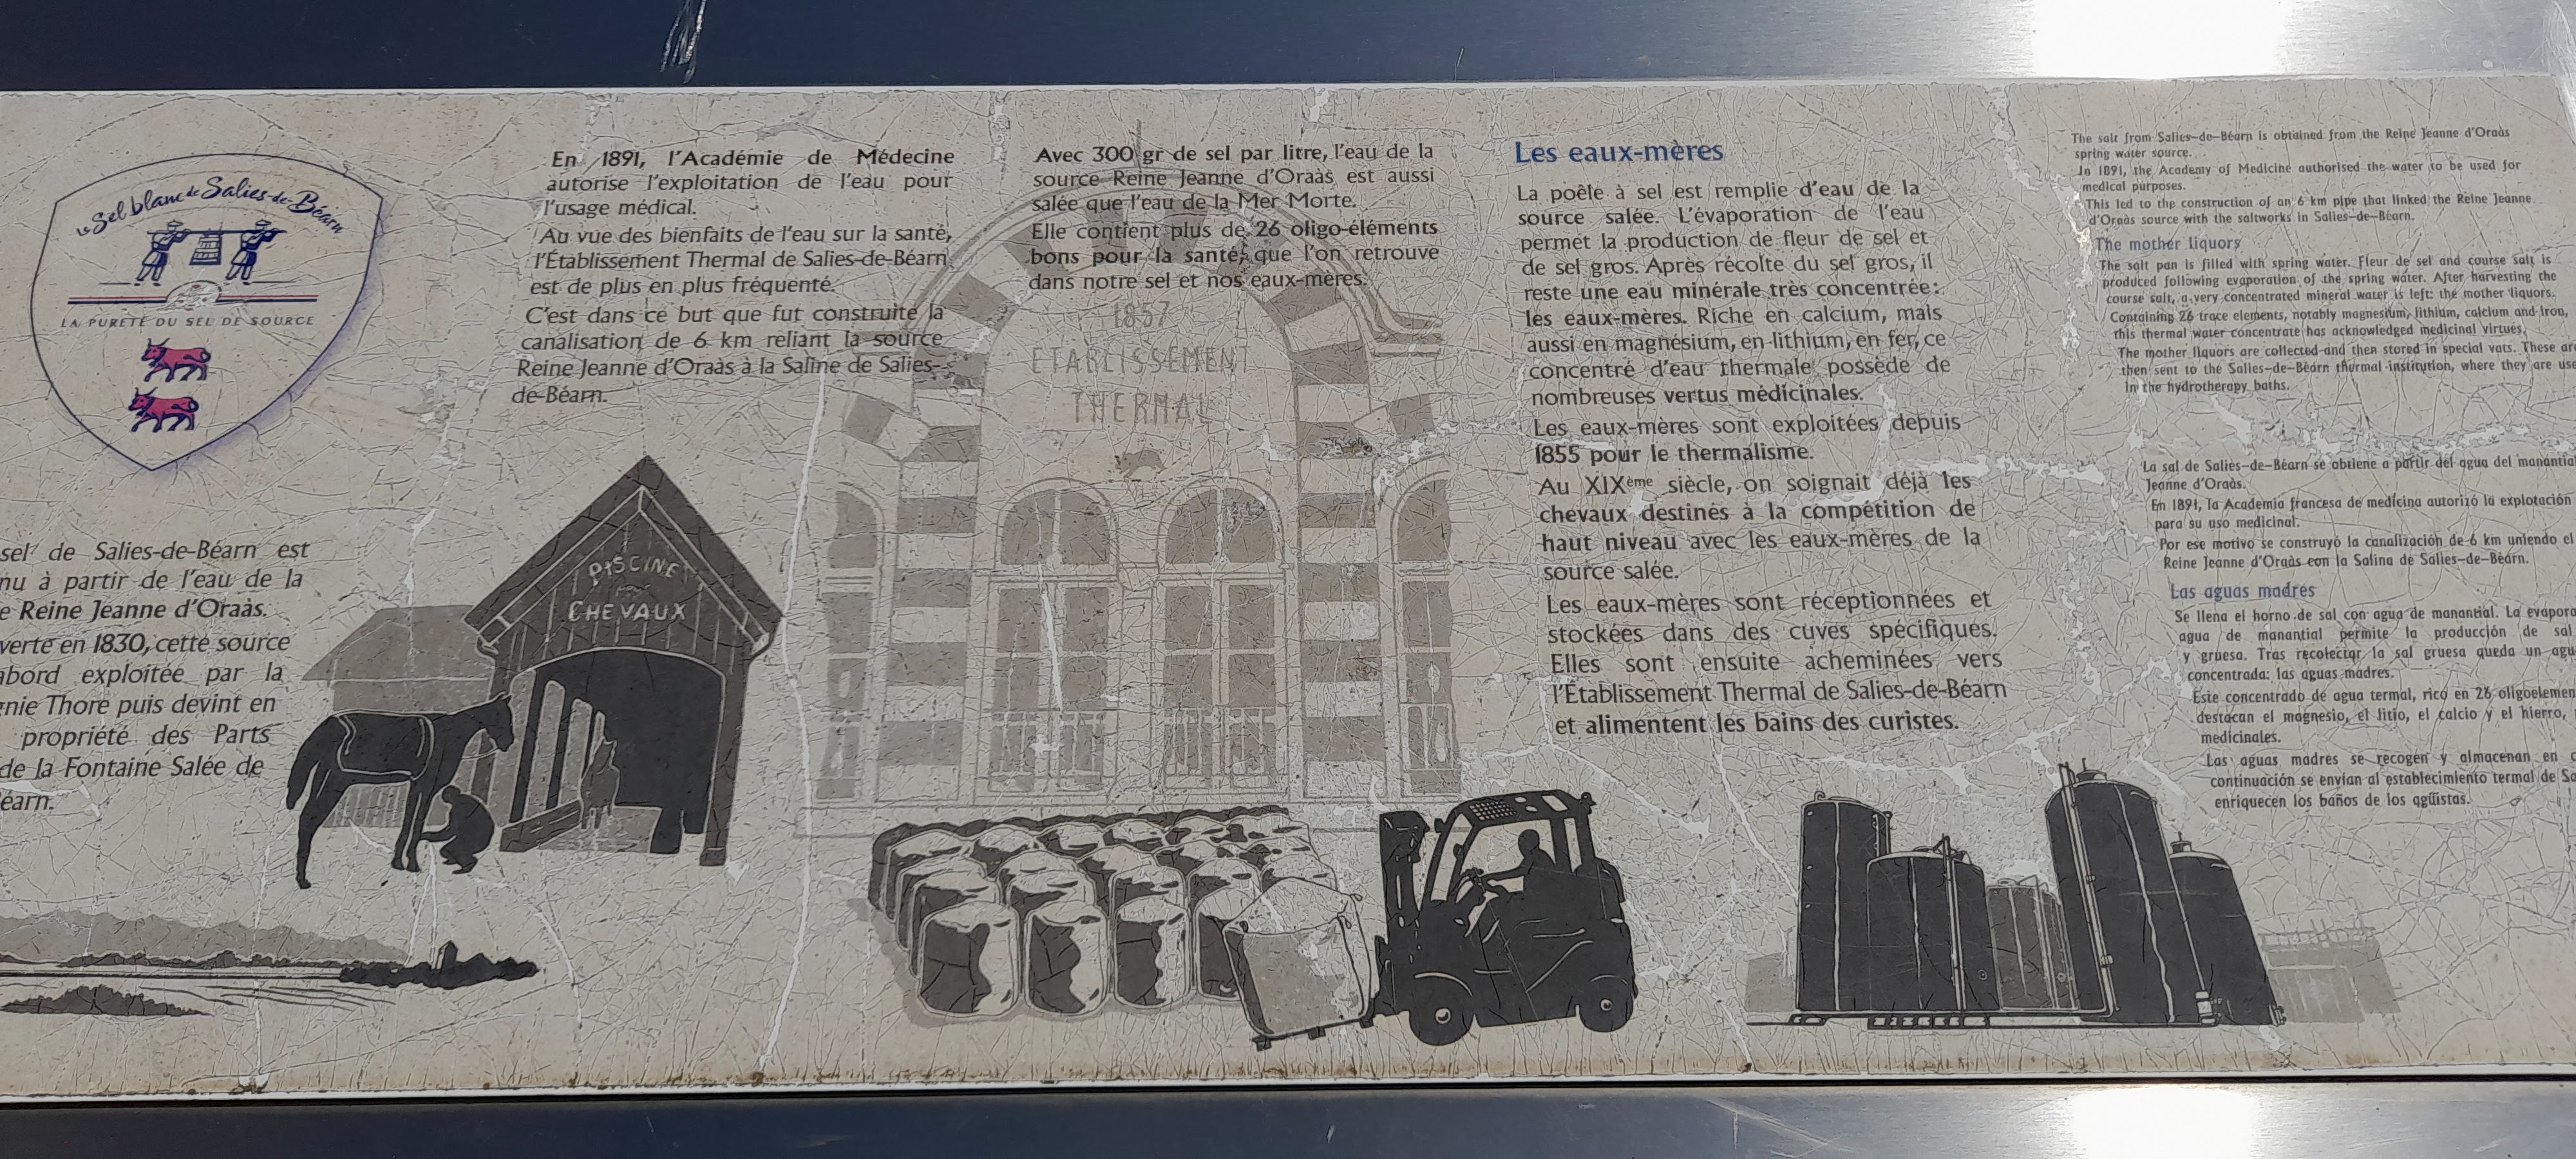 Le Sel blanc de Salies-de-Béarn
LA PURETÉ DU SEL DE SOURCE
sel de Salies-de-Béarn est
nu à partir de l'eau de la
e Reine Jeanne d'Oraàs.
verte en 1830, cette source
abord exploitée par la
gnie Thore puis devint en
propriété des Parts
de la Fontaine Salée de
éarn.
En 1891, l'Académie de Médecine
autorise l'exploitation de l'eau pour
l'usage médical.
Au vue des bienfaits de l'eau sur la santé,
l'Établissement Thermal de Salies-de-Béarn
est de plus en plus fréquenté.
C'est dans ce but que fut construite la
canalisation de 6 km reliant la source
Reine Jeanne d'Oraàs à la Saline de Salies-
de-Béarn.
PISCINE
pour
CHEVAUX
Avec 300 gr de sel par litre, l'eau de la
source Reine Jeanne d'Oraàs est aussi
salée que l'eau de la Mer Morte.
Elle contient plus de 26 oligo-éléments
bons pour la santé, que l'on retrouve
dans notre sel et nos eaux-mères.
1857
ETABLISSEMENT
THERMAL
Les eaux-mères
La poêle à sel est remplie d'eau de la
source salée. L'évaporation de l'eau
permet la production de fleur de sel et
de sel gros. Après récolte du sel gros, il
reste une eau minérale très concentrée :
les eaux-mères. Riche en calcium, mais
aussi en magnésium, en lithium, en fer, ce
concentré d'eau thermale possède de
nombreuses vertus médicinales.
Les eaux-mères sont exploitées depuis
1855 pour le thermalisme.
Au XIXème siècle, on soignait déjà les
chevaux destinés à la compétition de
haut niveau avec les eaux-mères de la
source salée.
Les eaux-mères sont réceptionnées et
stockées dans des cuves spécifiques.
Elles sont ensuite acheminées vers
l'Établissement Thermal de Salies-de-Béarn
et alimentent les bains des curistes.
The salt from Salies-de-Béarn is obtained from the Reine Jeanne d'Oraàs
spring water source.
In 1891, the Academy of Medicine authorised the water to be used for
medical purposes.
This led to the construction of an 6 km pipe that linked the Reine Jeanne
d'Oraàs source with the saltworks in Salies-de-Béarn.
The mother liquors
The salt pan is filled with spring water. Fleur de sel and course salt is
produced following evaporation of the spring water. After harvesting the
course salt, a very concentrated mineral water is left: the mother liquors.
Containing 26 trace elements, notably magnesium, lithium, calcium and iron,
this thermal water concentrate has acknowledged medicinal virtues.
The mother liquors are collected and then stored in special vats. These are
then sent to the Salies-de-Béarn thermal institution, where they are use
in the hydrotherapy baths.
La sal de Salies-de-Béarn se obtiene a partir del agua del manantial
Jeanne d'Oraàs.
En 1891, la Academia francesa de medicina autorizó la explotación
para su uso medicinal.
Por ese motivo se construyó la canalización de 6 km uniendo el
Reine Jeanne d'Oraàs con la Salina de Salies-de-Béarn.
Las aguas madres
Se llena el horno de sal con agua de manantial. La evapora
agua de manantial permite la producción de sal
y gruesa. Tras recolectar la sal gruesa queda un agu
concentrada: las aguas madres.
Este concentrado de agua termal, rico en 26 oligoelemen
destacan el magnesio, el litio, el calcio y el hierro,
medicinales.
Las aguas madres se recogen y almacenan en c
continuación se envían al establecimiento termal de Sa
enriquecen los baños de los agüistas.